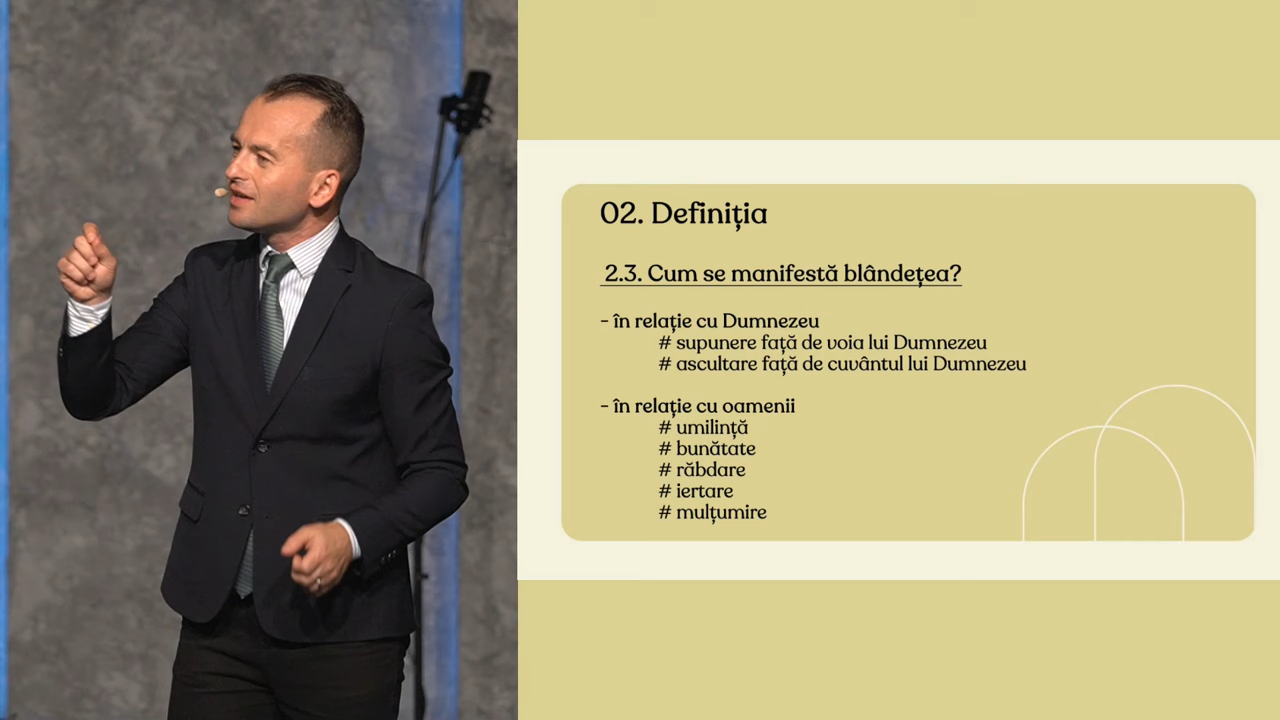 02. Definiția
2.3. Cum se manifestă blândețea?
- în relație cu Dumnezeu
# supunere față de voia lui Dumnezeu
# ascultare față de cuvântul lui Dumnezeu
- în relație cu oamenii
# umilință
# bunătate
# răbdare
# iertare
# mulțumire